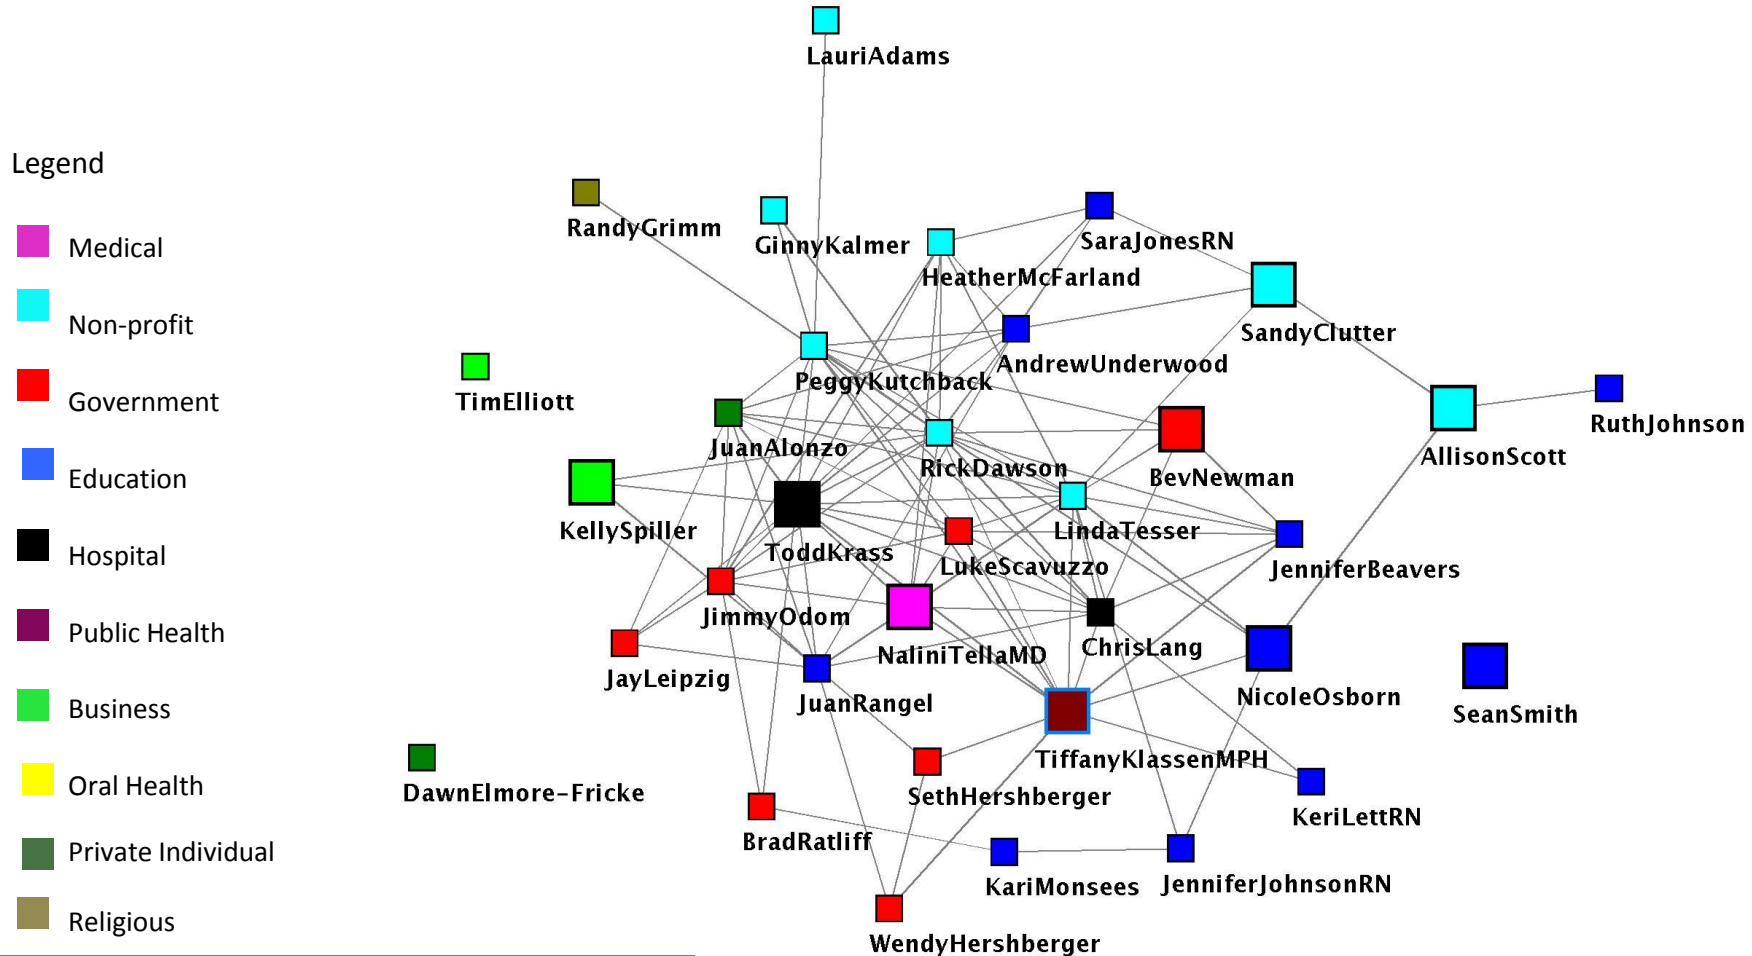 Legend
Medical
Non-profit
Government
Education
Hospital
Public Health
Business
Oral Health
Private Individual
Religious
LauriAdams
RandyGrimm
GinnyKalmer
SaraJonesRN
HeatherMcFarland
SandyClutter
AndrewUnderwood
PeggyKutchback
TimElliott
RuthJohnson
JuanAlonzo
AllisonScott
RickDawson
BevNewman
KellySpiller
LindaTesser
ToddKrass
LukeScavuzzo
JenniferBeavers
JimmyOdom
ChrisLang
NaliniTellaMD
JayLeipzig
NicoleOsborn
JuanRangel
SeanSmith
TiffanyKlassenMPH
DawnElmore-Fricke
SethHershberger
KeriLettRN
BradRatliff
KariMonsees
JenniferJohnsonRN
WendyHershberger